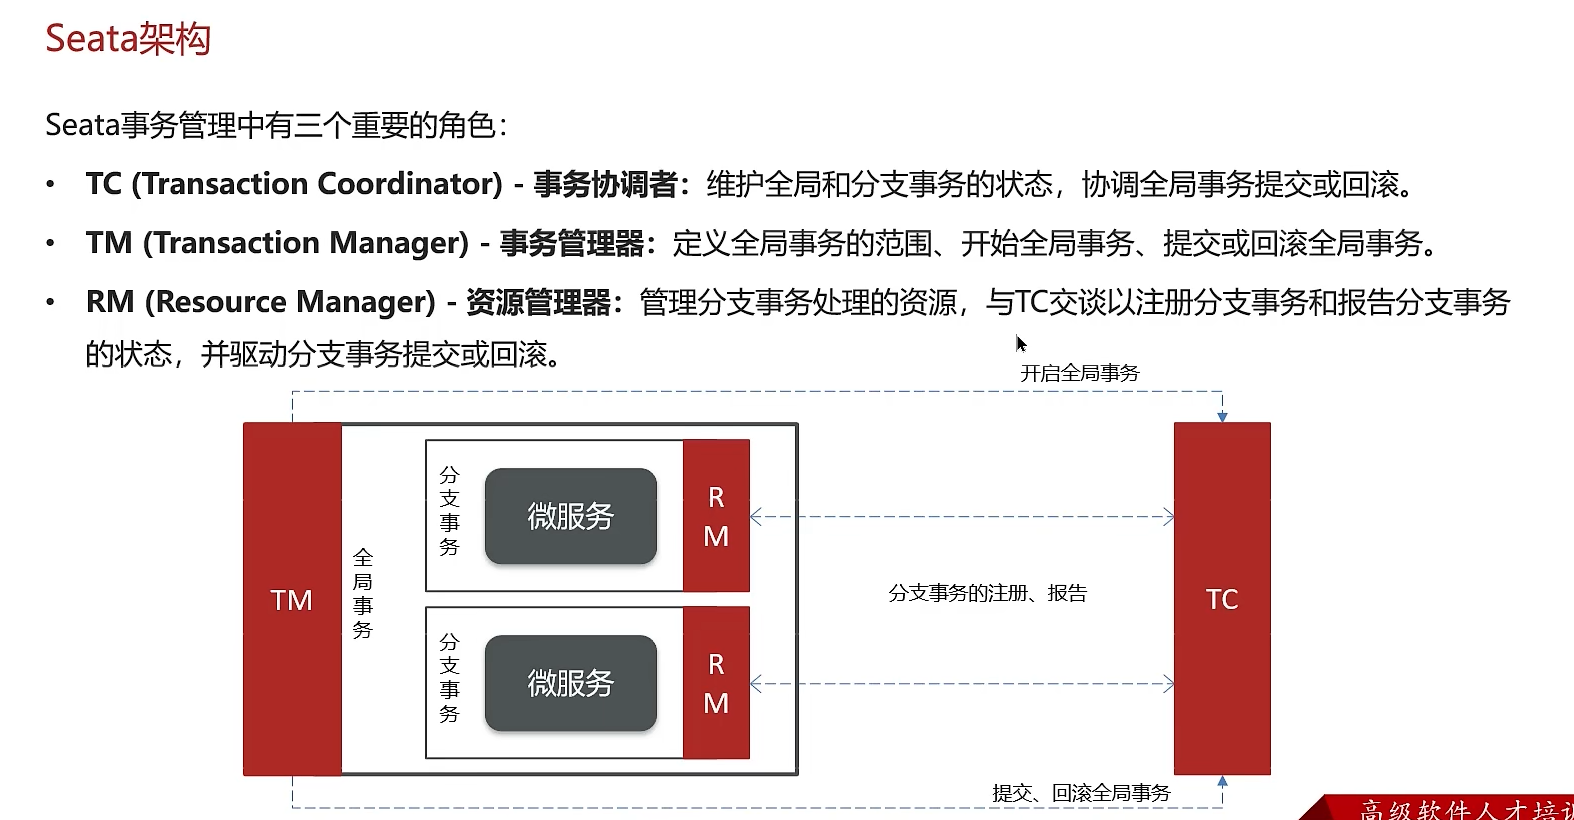 Seata架构
Seata事务管理中有三个重要的角色：
• TC (Transaction Coordinator) - 事务协调者：维护全局和分支事务的状态，协调全局事务提交或回滚。
• TM (Transaction Manager) - 事务管理器：定义全局事务的范围、开始全局事务、提交或回滚全局事务。
• RM (Resource Manager) - 资源管理器：管理分支事务处理的资源，与TC交谈以注册分支事务和报告分支事务
的状态，并驱动分支事务提交或回滚。
开启全局事务
TM
全局事务
分支事务
微服务
RM
分支事务
微服务
RM
分支事务的注册、报告
TC
提交、回滚全局事务
高级软件人才培训